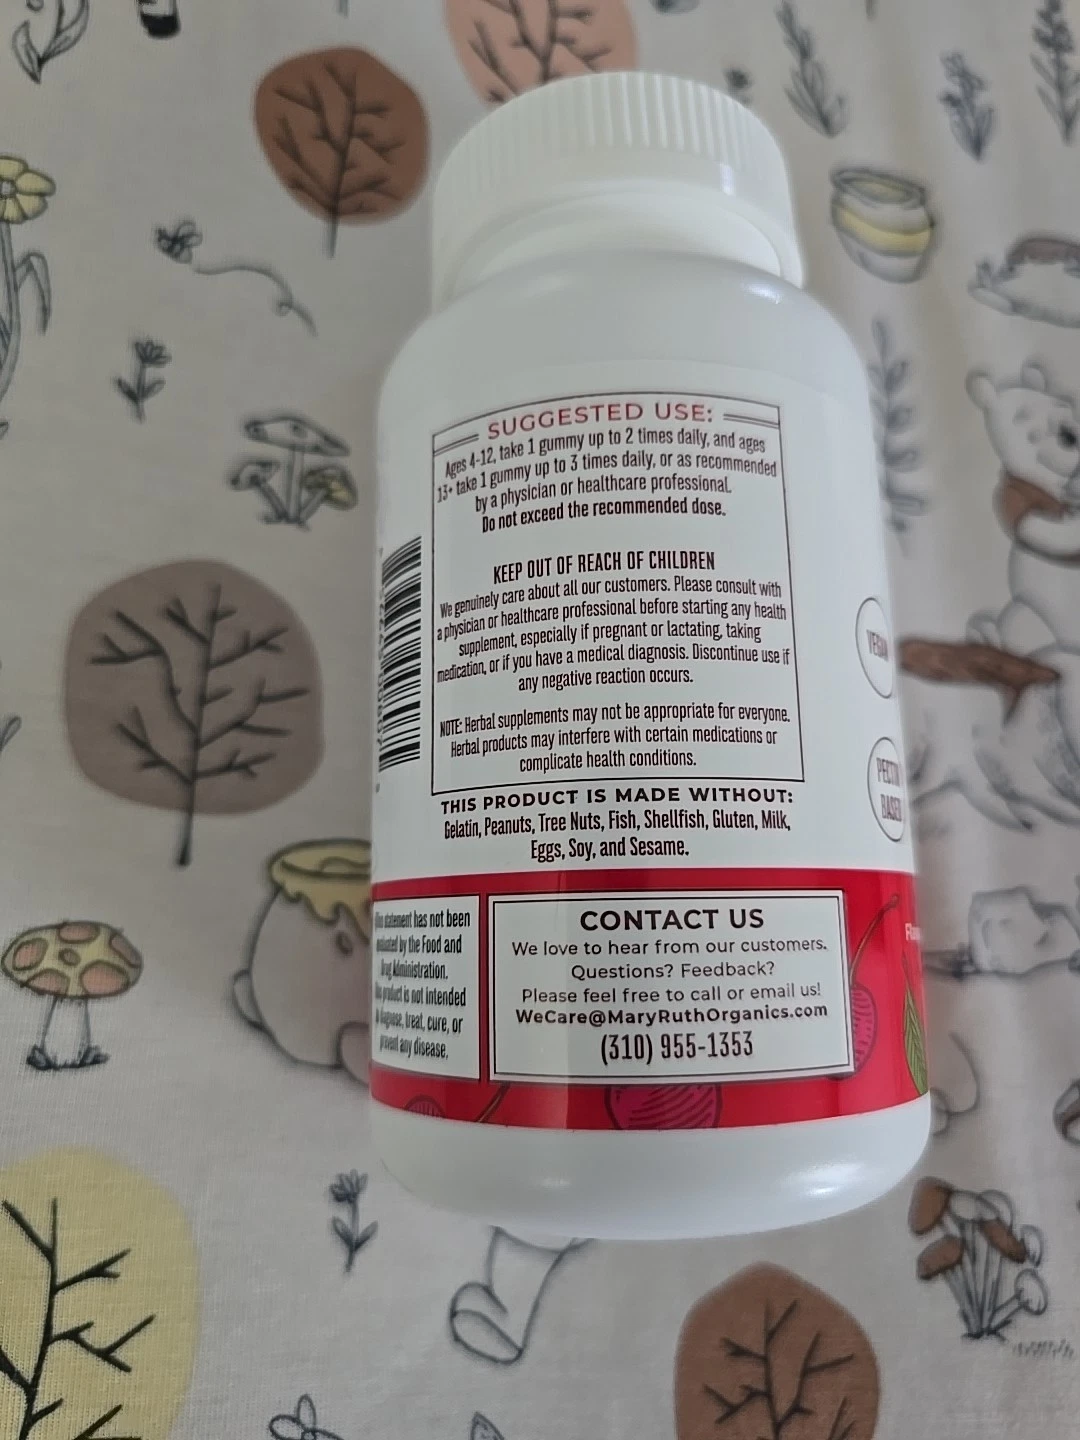 SUGGESTED USE:
Ages 4-12, take 1 gummy up to 2 times daily, and ages
13+ take 1 gummy up to 3 times daily, or as recommended
by a physician or healthcare professional.
Do not exceed the recommended dose.
KEEP OUT OF REACH OF CHILDREN
We genuinely care about all our customers. Please consult with
a physician or healthcare professional before starting any health
supplement, especially if pregnant or lactating, taking
medication, or if you have a medical diagnosis. Discontinue use if
any negative reaction occurs.
NOTE: Herbal supplements may not be appropriate for everyone.
Herbal products may interfere with certain medications or
complicate health conditions.
THIS PRODUCT IS MADE WITHOUT:
Gelatin, Peanuts, Tree Nuts, Fish, Shellfish, Gluten, Milk,
Eggs, Soy, and Sesame.
statement has not been
evaluated by the Food and
Drug Administration.
product is not intended
diagnose, treat, cure, or
prevent any disease.
CONTACT US
We love to hear from our customers.
Questions? Feedback?
Please feel free to call or email us!
WeCare@MaryRuthOrganics.com
(310) 955-1353
VEGAN
PECTIN
BASED